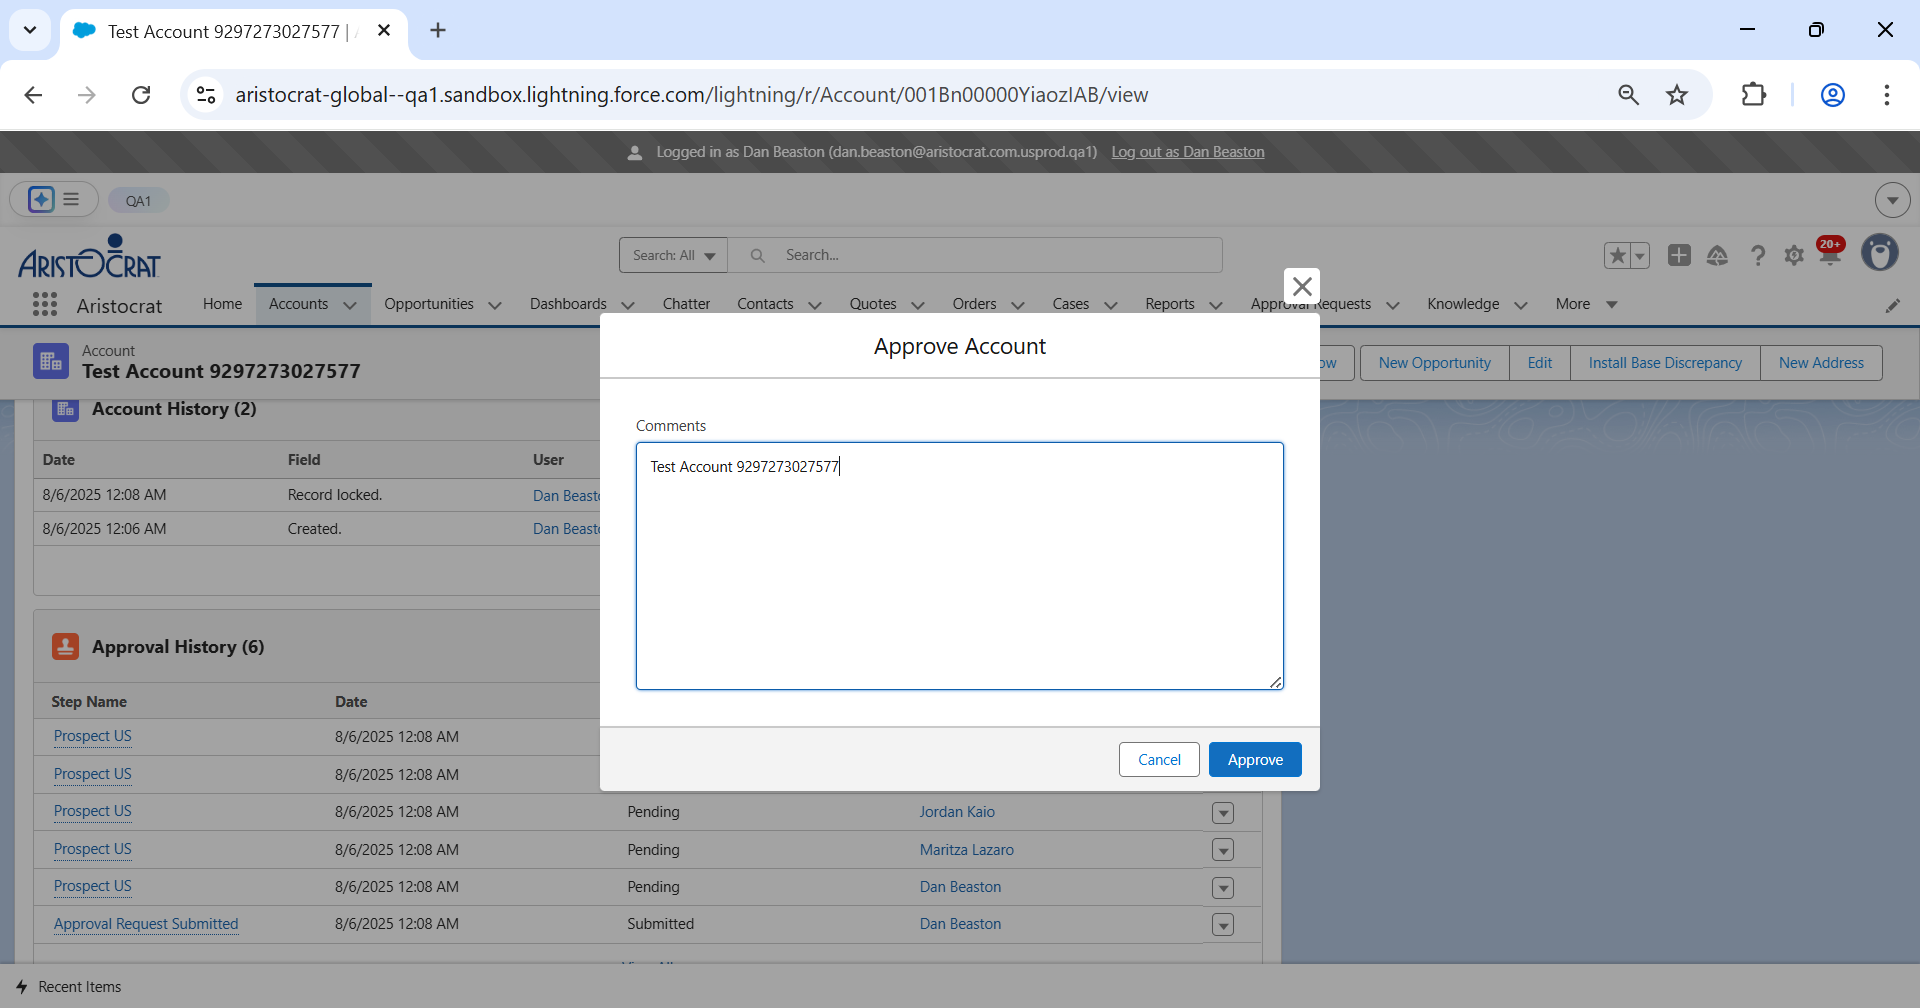 Test Account 9297273027577 |
aristocrat-global--qa1.sandbox.lightning.force.com/lightning/r/Account/001Bn00000YiaozIAB/view
Logged in as Dan Beaston (dan.beaston@aristocrat.com.usprod.qa1) Log out as Dan Beaston
QA1
ARISTOCRAT
Search: All
Search...
20+
Aristocrat
Home
Accounts
Opportunities
Dashboards
Chatter
Contacts
Quotes
Orders
Cases
Reports
Approval Requests
Knowledge
More
Account
Test Account 9297273027577
New Opportunity
Edit
Install Base Discrepancy
New Address
Account History (2)
Date Field User
8/6/2025 12:08 AM Record locked. Dan Beast
8/6/2025 12:06 AM Created. Dan Beast
Approval History (6)
Step Name Date
Prospect US 8/6/2025 12:08 AM
Prospect US 8/6/2025 12:08 AM
Prospect US 8/6/2025 12:08 AM Pending Jordan Kaio
Prospect US 8/6/2025 12:08 AM Pending Maritza Lazaro
Prospect US 8/6/2025 12:08 AM Pending Dan Beaston
Approval Request Submitted 8/6/2025 12:08 AM Submitted Dan Beaston
Approve Account
Comments
Test Account 9297273027577
Cancel
Approve
Recent Items